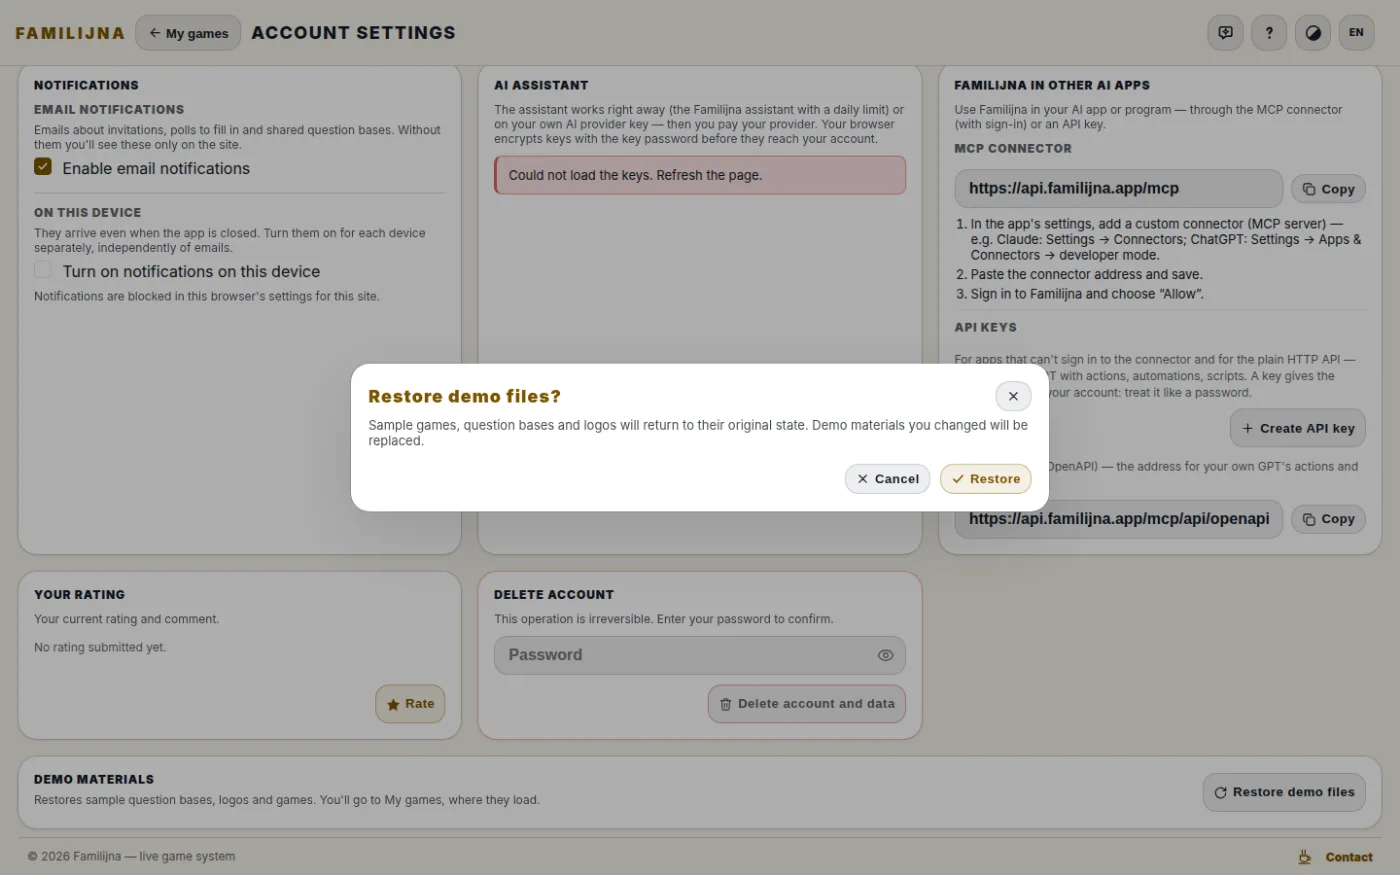 FAMILIJNA
My games
ACCOUNT SETTINGS
?
EN
NOTIFICATIONS
EMAIL NOTIFICATIONS
Emails about invitations, polls to fill in and shared question bases. Without
them you'll see these only on the site.
Enable email notifications
ON THIS DEVICE
They arrive even when the app is closed. Turn them on for each device
separately, independently of emails.
Turn on notifications on this device
Notifications are blocked in this browser's settings for this site.
AI ASSISTANT
The assistant works right away (the Familijna assistant with a daily limit) or
on your own AI provider key — then you pay your provider. Your browser
encrypts keys with the key password before they reach your account.
Could not load the keys. Refresh the page.
FAMILIJNA IN OTHER AI APPS
Use Familijna in your AI app or program — through the MCP connector
(with sign-in) or an API key.
MCP CONNECTOR
https://api.familijna.app/mcp
Copy
1. In the app's settings, add a custom connector (MCP server) —
e.g. Claude: Settings → Connectors; ChatGPT: Settings → Apps &
Connectors → developer mode.
2. Paste the connector address and save.
3. Sign in to Familijna and choose “Allow”.
API KEYS
For apps that can't sign in to the connector and for the plain HTTP API —
T with actions, automations, scripts. A key gives the
your account: treat it like a password.
Create API key
OpenAPI) — the address for your own GPT's actions and
https://api.familijna.app/mcp/api/openapi
Copy
Restore demo files?
Sample games, question bases and logos will return to their original state. Demo materials you changed will be
replaced.
Cancel
Restore
YOUR RATING
Your current rating and comment.
No rating submitted yet.
Rate
DELETE ACCOUNT
This operation is irreversible. Enter your password to confirm.
Password
Delete account and data
DEMO MATERIALS
Restores sample question bases, logos and games. You'll go to My games, where they load.
Restore demo files
© 2026 Familijna — live game system
Contact